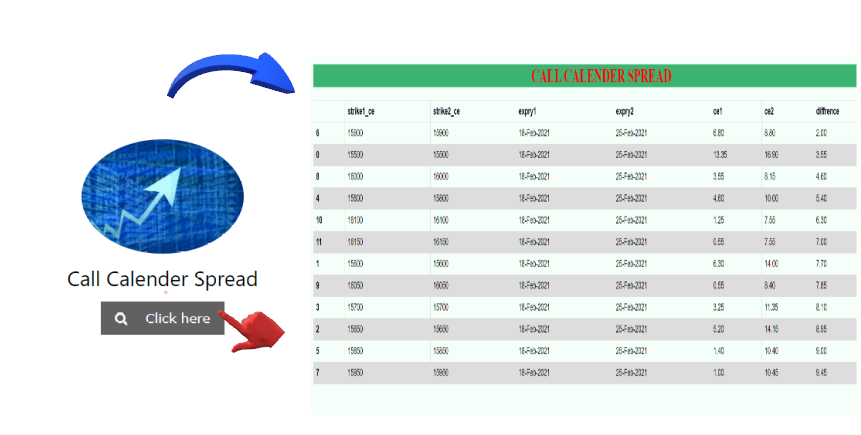 CALL CALENDER SPREAD
strike1_ce strike2_ce expry1 expry2 ce1 ce2 diffrence
6 15900 15900 18-Feb-2021 25-Feb-2021 6.80 8.80 2.00
0 15500 15500 18-Feb-2021 25-Feb-2021 13.35 16.90 3.55
8 16000 16000 18-Feb-2021 25-Feb-2021 3.55 8.15 4.60
4 15800 15800 18-Feb-2021 25-Feb-2021 4.60 10.00 5.40
10 16100 16100 18-Feb-2021 25-Feb-2021 1.25 7.55 6.30
11 16150 16150 18-Feb-2021 25-Feb-2021 0.55 7.55 7.00
1 15600 15600 18-Feb-2021 25-Feb-2021 6.30 14.00 7.70
9 16050 16050 18-Feb-2021 25-Feb-2021 0.55 8.40 7.85
3 15700 15700 18-Feb-2021 25-Feb-2021 3.25 11.35 8.10
2 15650 15650 18-Feb-2021 25-Feb-2021 5.20 14.15 8.95
5 15850 15850 18-Feb-2021 25-Feb-2021 1.40 10.40 9.00
7 15950 15950 18-Feb-2021 25-Feb-2021 1.00 10.45 9.45
Call Calender Spread
Click here